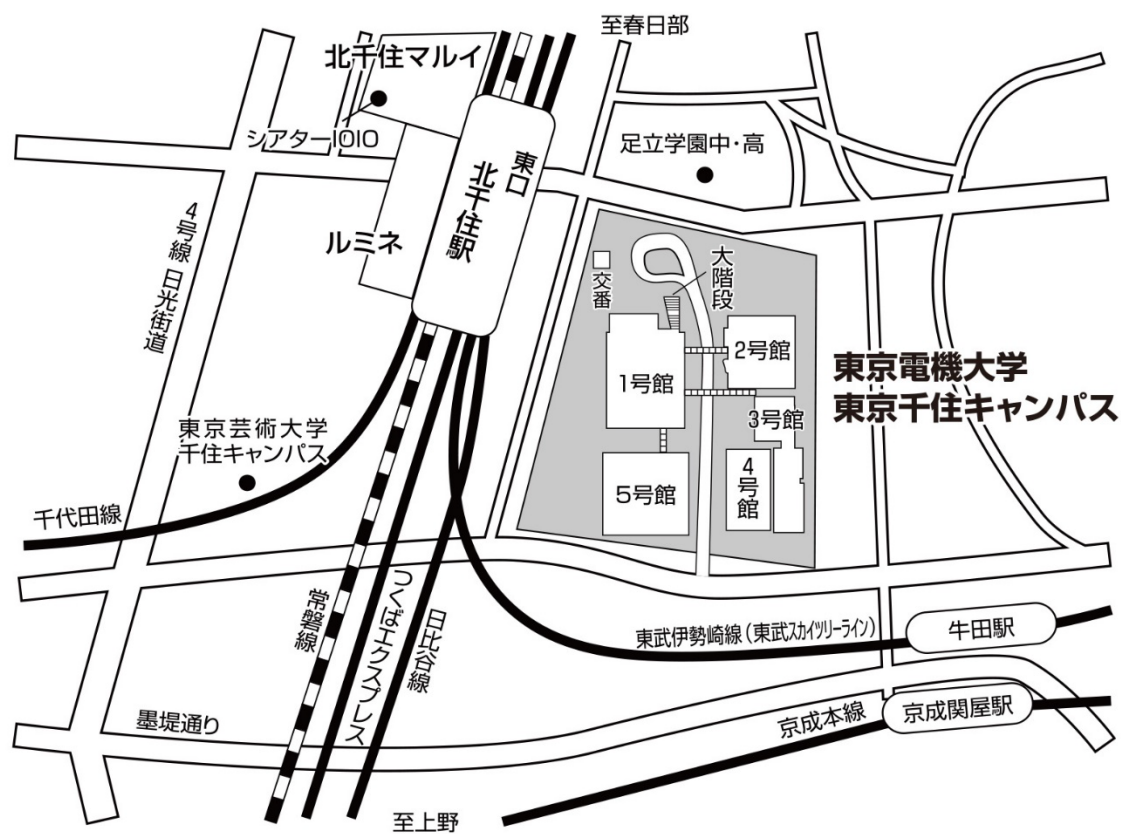 至春日部
北千住マルイ
シアター1010
足立学園中・高
東口
北千住駅
ルミネ
4号線 日光街道
交番
大階段
1号館
2号館
3号館
4号館
5号館
東京電機大学
東京千住キャンパス
東京芸術大学
千住キャンパス
千代田線
常磐線
つくばエクスプレス
日比谷線
東武伊勢崎線(東武スカイツリーライン)
牛田駅
墨堤通り
京成本線
京成関屋駅
至上野